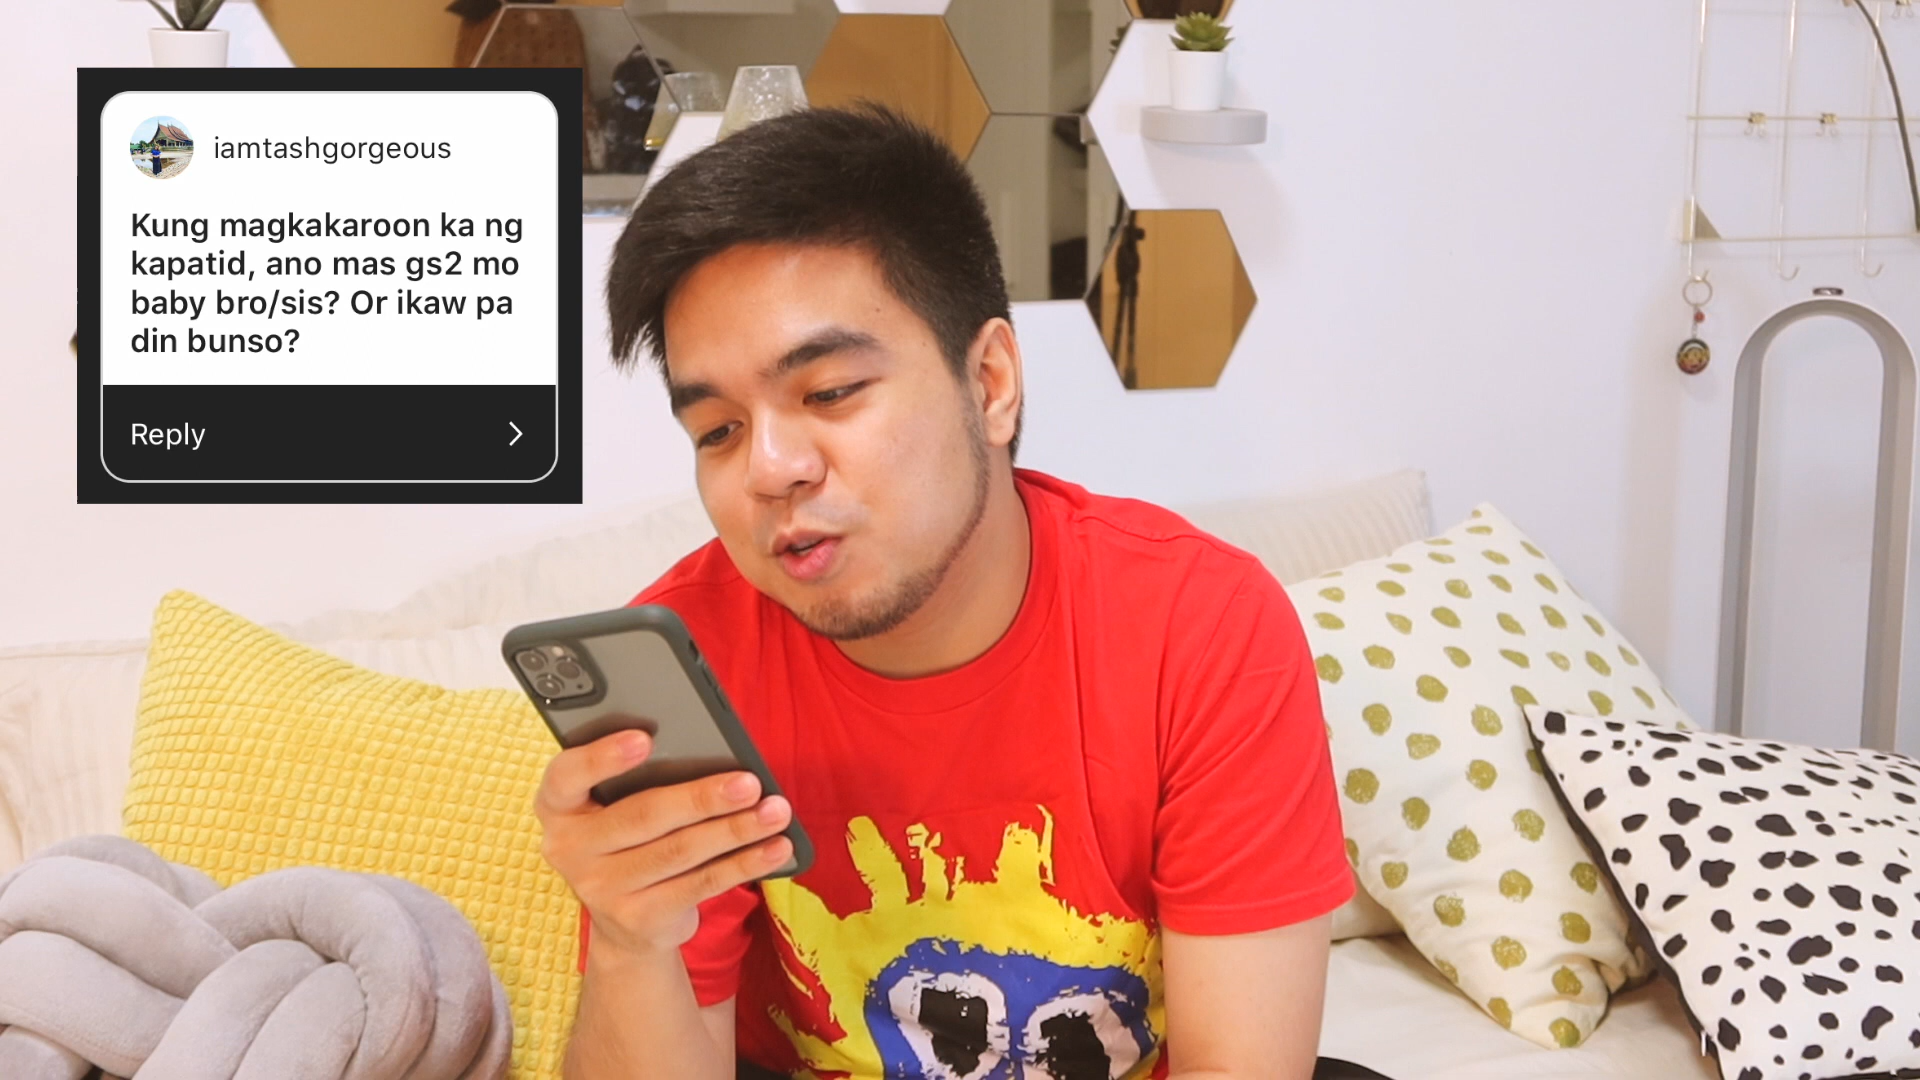 iamtashgorgeous
Kung magkakaroon ka ng
kapatid, ano mas gs2 mo
baby bro/sis? Or ikaw pa
din bunso?
Reply